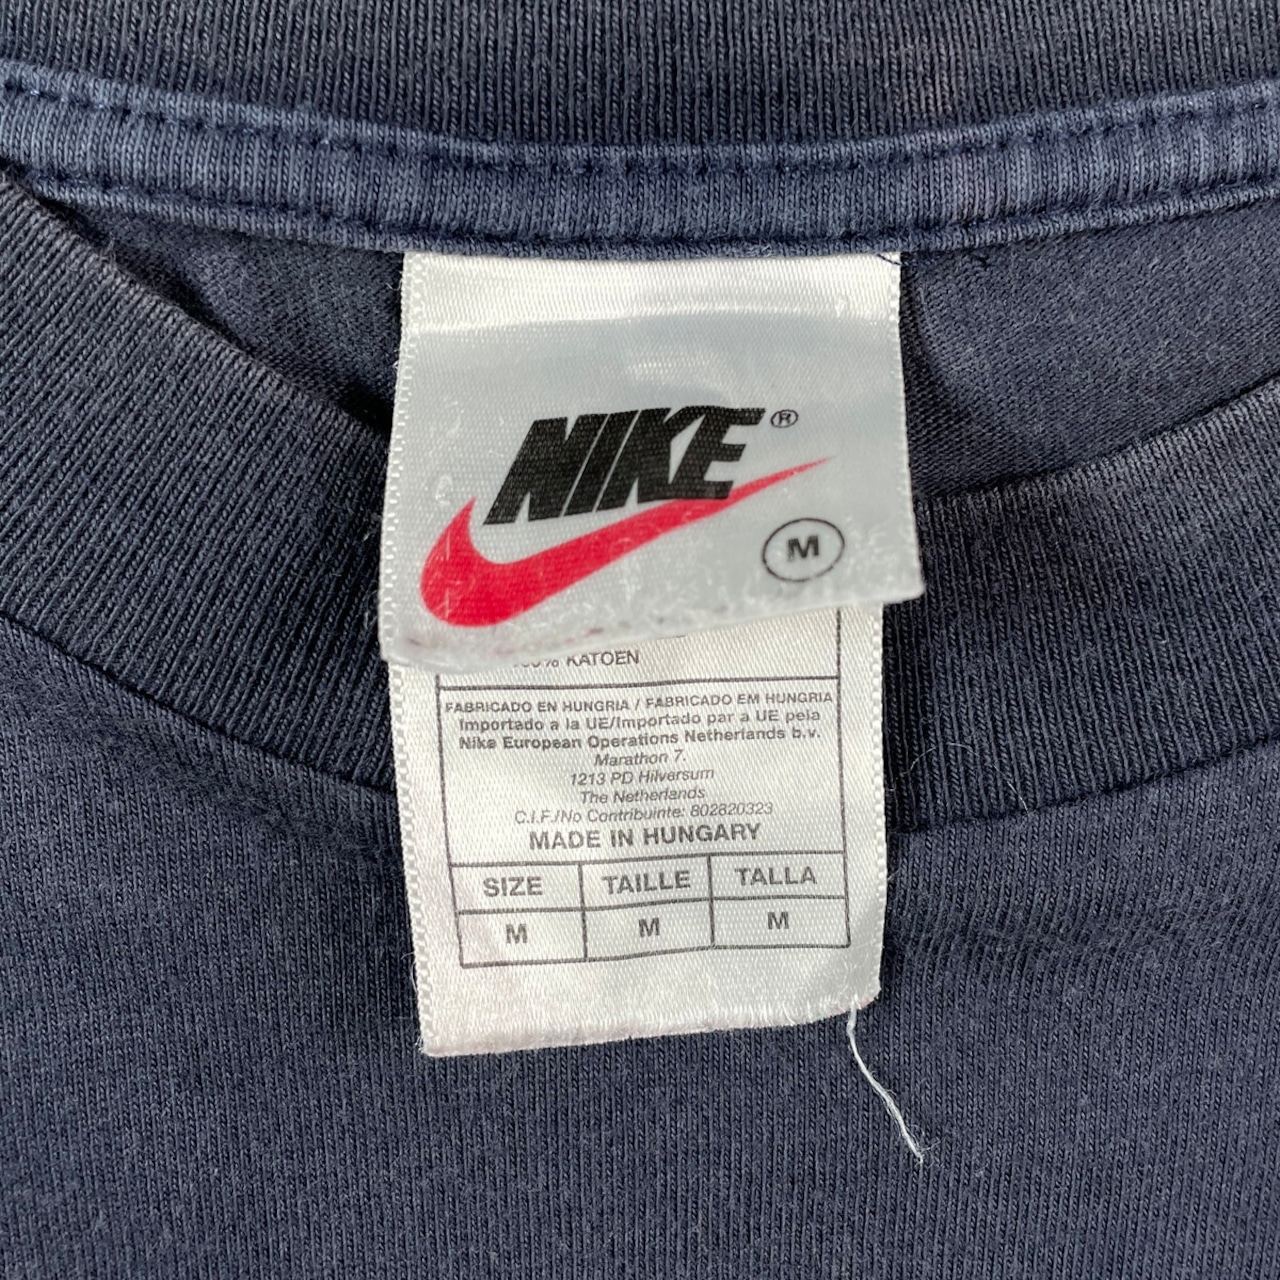 NIKE®
M
100% KATOEN
FABRICADO EN HUNGRIA / FABRICADO EM HUNGRIA
Importado a la UE/Importado par a UE pela
Nike European Operations Netherlands b.v.
Marathon 7.
1213 PD Hilversum
The Netherlands
C.I.F./No Contribuinte: 802820323
MADE IN HUNGARY
SIZE TAILLE TALLA
M M M